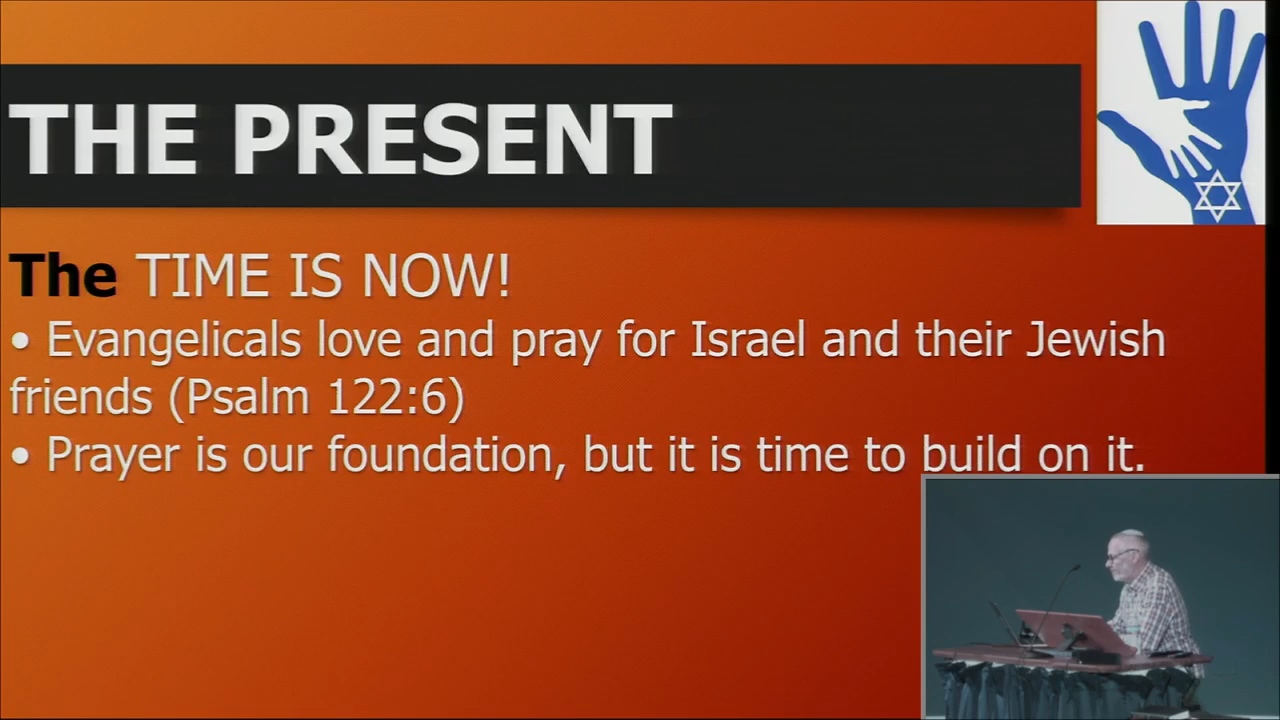 THE PRESENT
The TIME IS NOW!
• Evangelicals love and pray for Israel and their Jewish
friends (Psalm 122:6)
• Prayer is our foundation, but it is time to build on it.